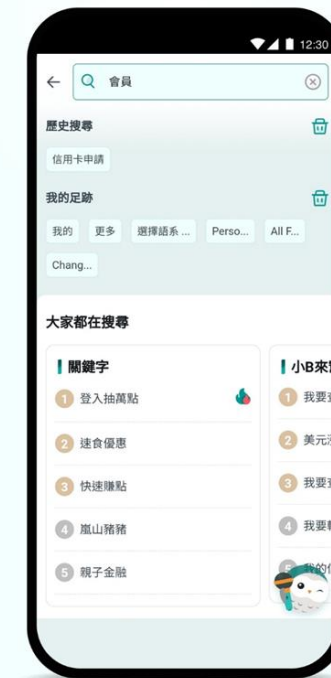 12:30
會員
歷史搜尋
信用卡申請
我的足跡
我的 更多 選擇語系 ... Perso... All F...
Chang...
大家都在搜尋
關鍵字
1 登入抽萬點
2 速食優惠
3 快速賺點
4 嵐山豬豬
5 親子金融
小B來
1 我要
2 美元
3 我要
4 我要
5 我的